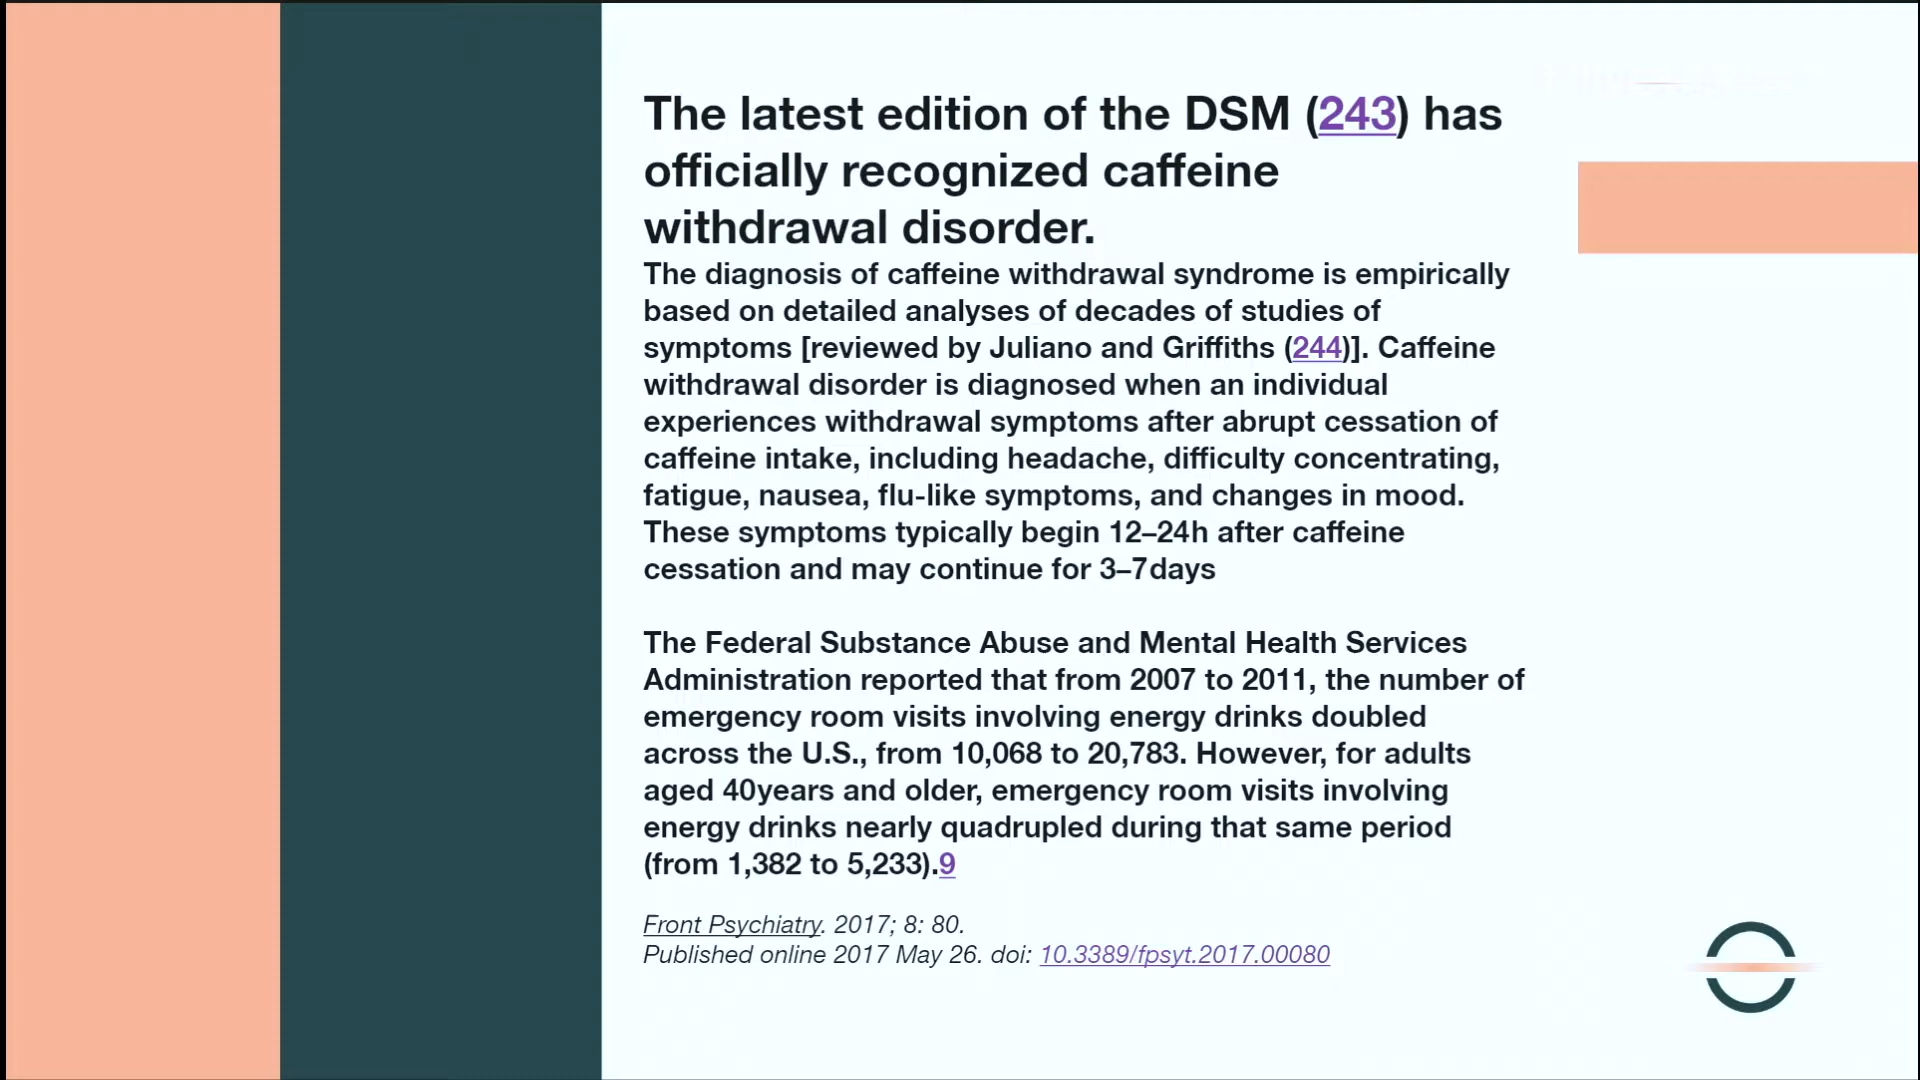 The latest edition of the DSM (243) has
officially recognized caffeine
withdrawal disorder.
The diagnosis of caffeine withdrawal syndrome is empirically
based on detailed analyses of decades of studies of
symptoms [reviewed by Juliano and Griffiths (244)]. Caffeine
withdrawal disorder is diagnosed when an individual
experiences withdrawal symptoms after abrupt cessation of
caffeine intake, including headache, difficulty concentrating,
fatigue, nausea, flu-like symptoms, and changes in mood.
These symptoms typically begin 12–24h after caffeine
cessation and may continue for 3–7days
The Federal Substance Abuse and Mental Health Services
Administration reported that from 2007 to 2011, the number of
emergency room visits involving energy drinks doubled
across the U.S., from 10,068 to 20,783. However, for adults
aged 40years and older, emergency room visits involving
energy drinks nearly quadrupled during that same period
(from 1,382 to 5,233).9
Front Psychiatry. 2017; 8: 80.
Published online 2017 May 26. doi: 10.3389/fpsyt.2017.00080